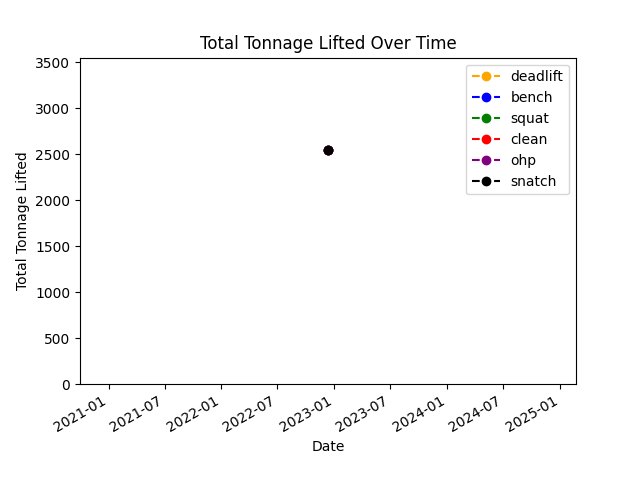 Total Tonnage Lifted Over Time
3500
3000
2500
2000
1500
1000
500
0
Total Tonnage Lifted
deadlift
bench
squat
clean
ohp
snatch
2021-01
2021-07
2022-01
2022-07
2023-01
2023-07
2024-01
2024-07
2025-01
Date